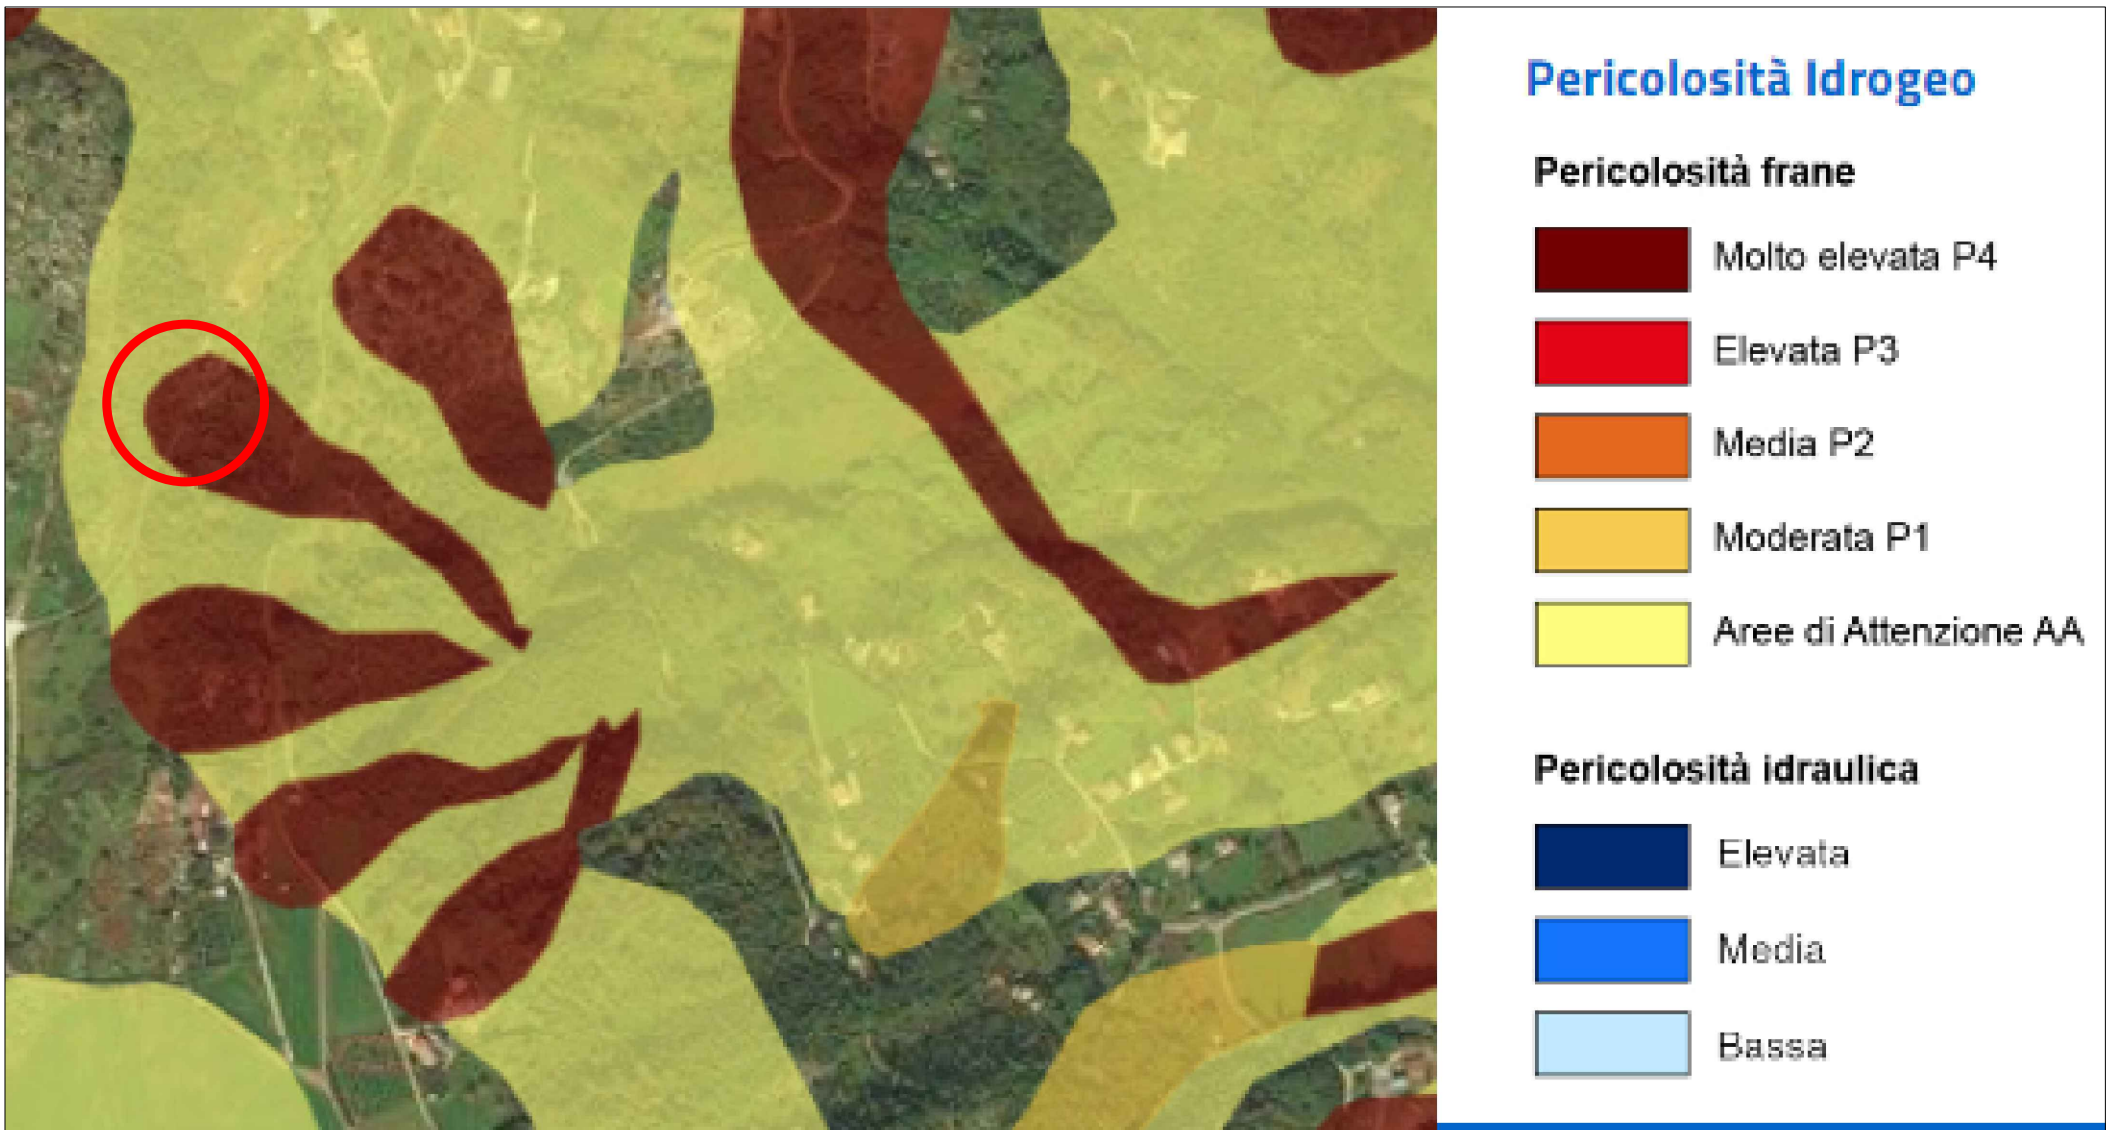 Pericolosità Idrogeo
Pericolosità frane
Molto elevata P4
Elevata P3
Media P2
Moderata P1
Aree di Attenzione AA
Pericolosità idraulica
Elevata
Media
Bassa